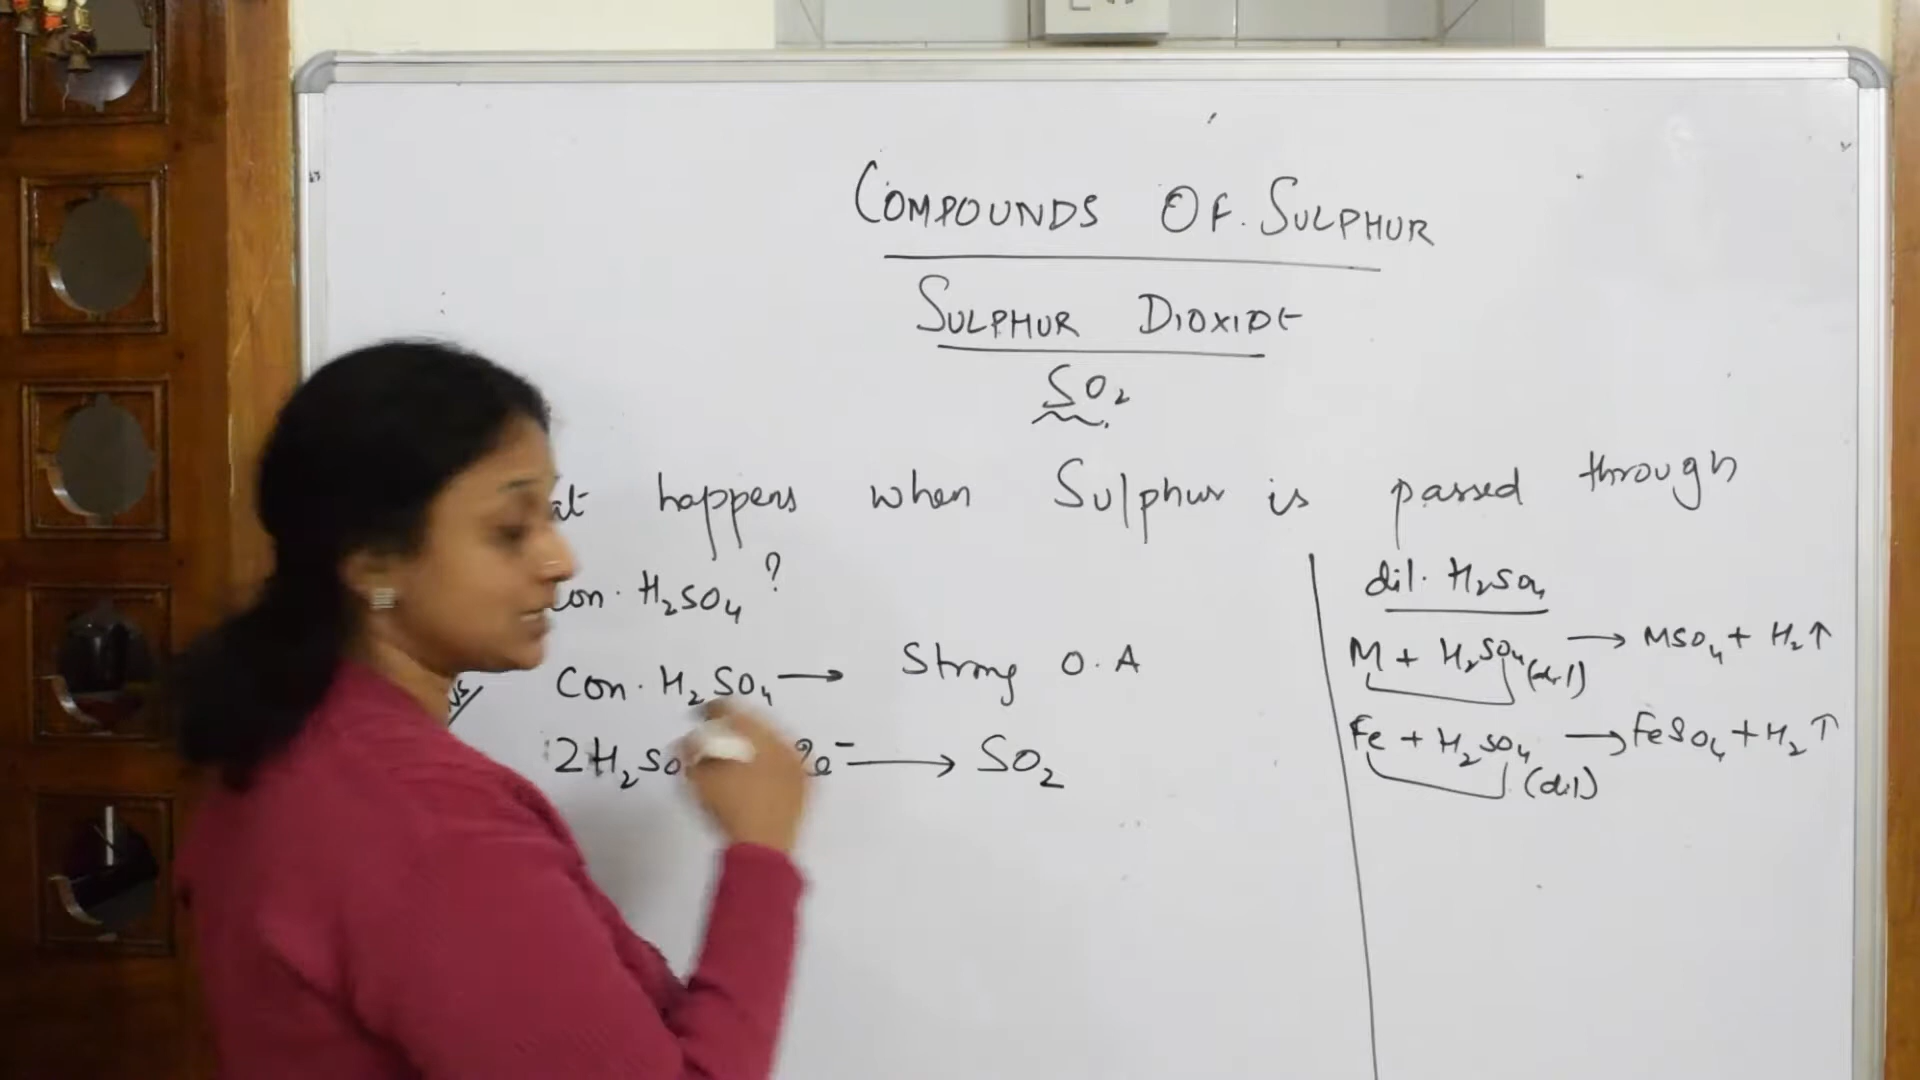 COMPOUNDS OF. SULPHUR
SULPHUR DIOXIDE
SO₂
at happens when Sulphur is passed through
Con. H₂SO₄ ?
Con. H₂SO₄ → Strong O.A
2H₂SO e⁻ → SO₂
dil. H₂SO₄
M + H₂SO₄ (dil) → MSO₄ + H₂↑
Fe + H₂SO₄ (dil) → FeSO₄ + H₂↑